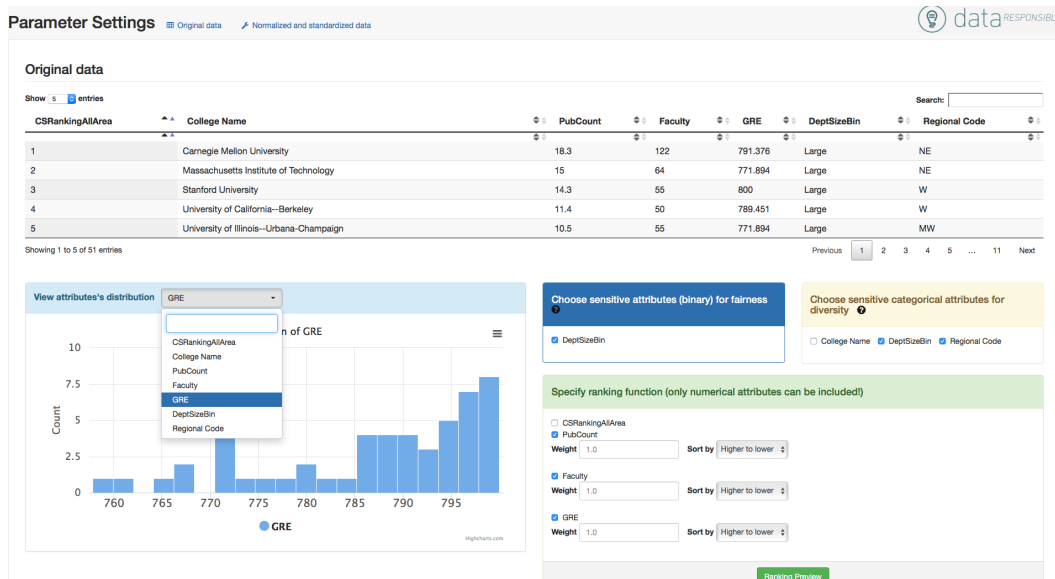 Parameter Settings Original data Normalized and standardized data
data RESPONSIBL
Original data
Show 5 entries Search:
CSRankingAllArea College Name PubCount Faculty GRE DeptSizeBin Regional Code
1 Carnegie Mellon University 18.3 122 791.376 Large NE
2 Massachusetts Institute of Technology 15 64 771.894 Large NE
3 Stanford University 14.3 55 800 Large W
4 University of California--Berkeley 11.4 50 789.451 Large W
5 University of Illinois--Urbana-Champaign 10.5 55 771.894 Large MW
Showing 1 to 5 of 51 entries Previous 1 2 3 4 5 ... 11 Next
View attributes's distribution GRE
n of GRE
CSRankingAllArea
College Name
PubCount
Faculty
GRE
DeptSizeBin
Regional Code
Count
10
7.5
5
2.5
0
760 765 770 775 780 785 790 795
GRE
Highcharts.com
Choose sensitive attributes (binary) for fairness
?
DeptSizeBin
Choose sensitive categorical attributes for
diversity ?
College Name DeptSizeBin Regional Code
Specify ranking function (only numerical attributes can be included!)
CSRankingAllArea
PubCount
Weight 1.0 Sort by Higher to lower
Faculty
Weight 1.0 Sort by Higher to lower
GRE
Weight 1.0 Sort by Higher to lower
Ranking Preview